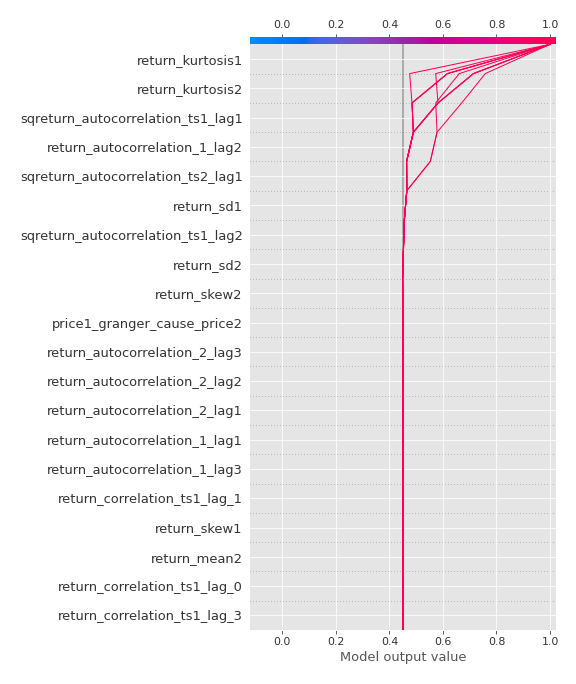 0.0 0.2 0.4 0.6 0.8 1.0
return_kurtosis1
return_kurtosis2
sqreturn_autocorrelation_ts1_lag1
return_autocorrelation_1_lag2
sqreturn_autocorrelation_ts2_lag1
return_sd1
sqreturn_autocorrelation_ts1_lag2
return_sd2
return_skew2
price1_granger_cause_price2
return_autocorrelation_2_lag3
return_autocorrelation_2_lag2
return_autocorrelation_2_lag1
return_autocorrelation_1_lag1
return_autocorrelation_1_lag3
return_correlation_ts1_lag_1
return_skew1
return_mean2
return_correlation_ts1_lag_0
return_correlation_ts1_lag_3
0.0 0.2 0.4 0.6 0.8 1.0
Model output value